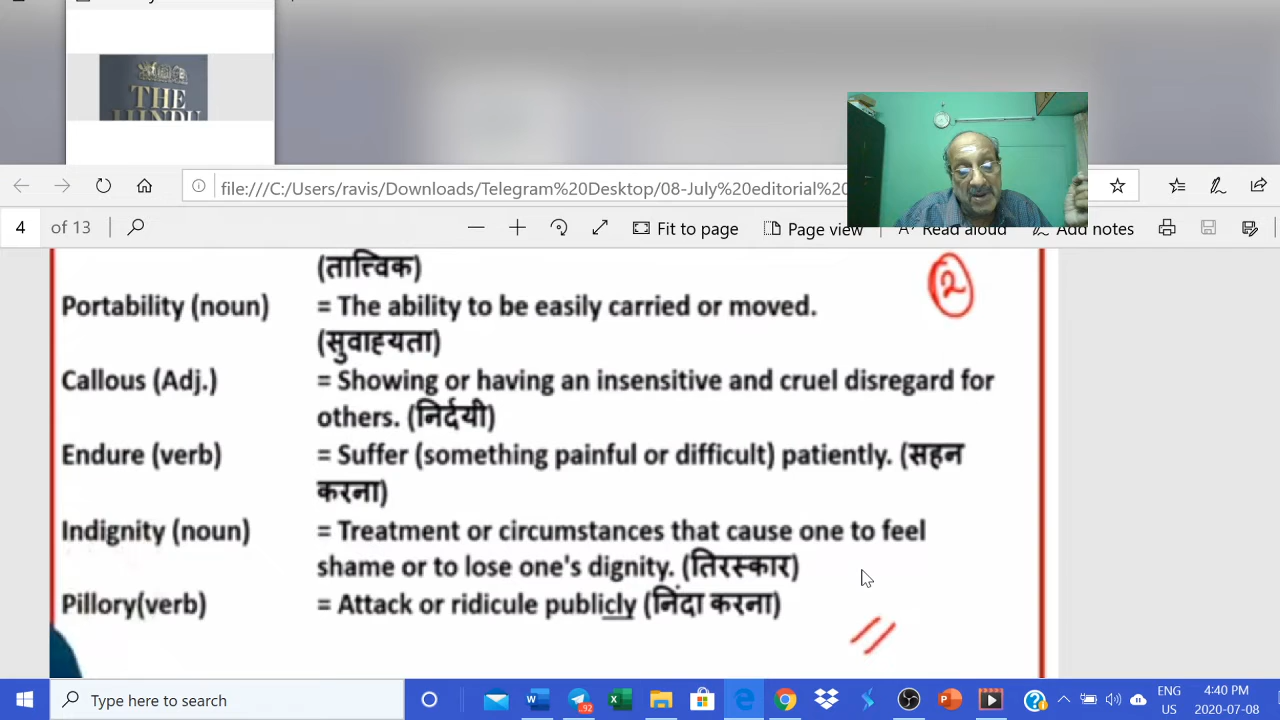 THE
HINDU
file:///C:/Users/ravis/Downloads/Telegram%20Desktop/08-July%20editorial%20
4 of 13 Fit to page Page view Read aloud Add notes
(तात्त्विक)
2
Portability (noun) = The ability to be easily carried or moved.
(सुवाह्यता)
Callous (Adj.) = Showing or having an insensitive and cruel disregard for
others. (निर्दयी)
Endure (verb) = Suffer (something painful or difficult) patiently. (सहन
करना)
Indignity (noun) = Treatment or circumstances that cause one to feel
shame or to lose one's dignity. (तिरस्कार)
Pillory(verb) = Attack or ridicule publicly (निंदा करना)
Type here to search
92
ENG
US
4:40 PM
2020-07-08